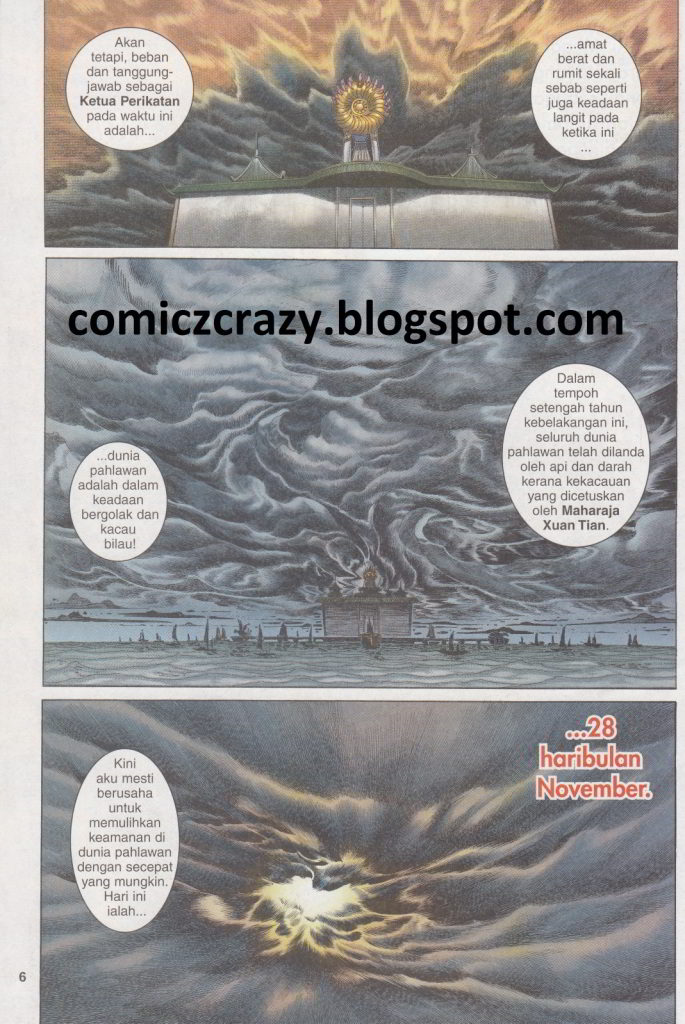 Akan
tetapi, beban
dan tanggung-
jawab sebagai
Ketua Perikatan
pada waktu ini
adalah...
...amat
berat dan
rumit sekali
sebab seperti
juga keadaan
langit pada
ketika ini
...
comiczcrazy.blogspot.com
Dalam
tempoh
setengah tahun
kebelakangan ini,
seluruh dunia
pahlawan telah dilanda
oleh api dan darah
kerana kekacauan
yang dicetuskan
oleh Maharaja
Xuan Tian.
...dunia
pahlawan
adalah dalam
keadaan
bergolak dan
kacau
bilau!
Kini
aku mesti
berusaha
untuk
memulihkan
keamanan di
dunia pahlawan
dengan secepat
yang mungkin.
Hari ini
ialah...
...28
haribulan
November.
6